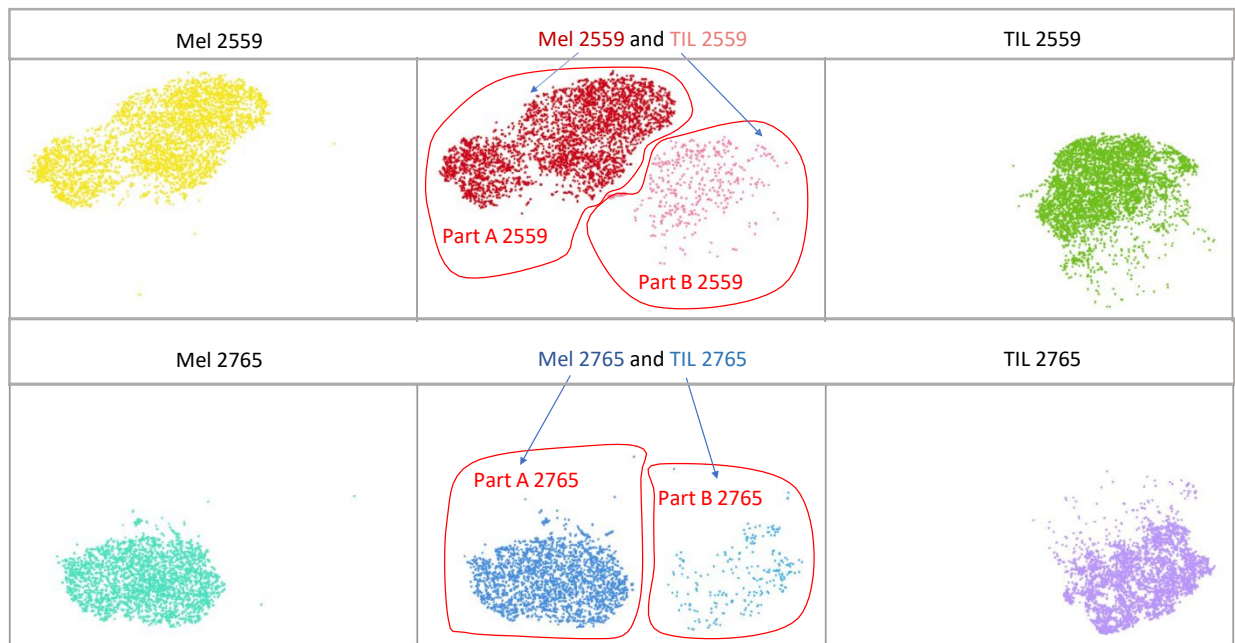 Mel 2559
Mel 2559 and TIL 2559
TIL 2559
Part A 2559
Part B 2559
Mel 2765
Mel 2765 and TIL 2765
TIL 2765
Part A 2765
Part B 2765